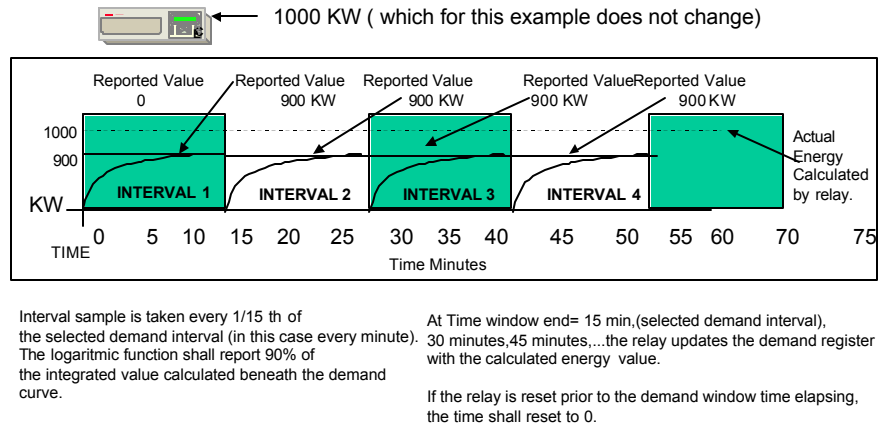 1000 KW ( which for this example does not change)
Reported Value Reported Value Reported Value Reported Value Reported Value
0 900 KW 900 KW 900 KW 900 KW
1000
900
Actual
Energy
Calculated
by relay.
INTERVAL 1 INTERVAL 2 INTERVAL 3 INTERVAL 4
KW
TIME 0 5 10 15 20 25 30 35 40 45 50 55 60 70 75
Time Minutes
Interval sample is taken every 1/15 th of
the selected demand interval (in this case every minute).
The logaritmic function shall report 90% of
the integrated value calculated beneath the demand
curve.
At Time window end= 15 min,(selected demand interval),
30 minutes,45 minutes,...the relay updates the demand register
with the calculated energy value.
If the relay is reset prior to the demand window time elapsing,
the time shall reset to 0.